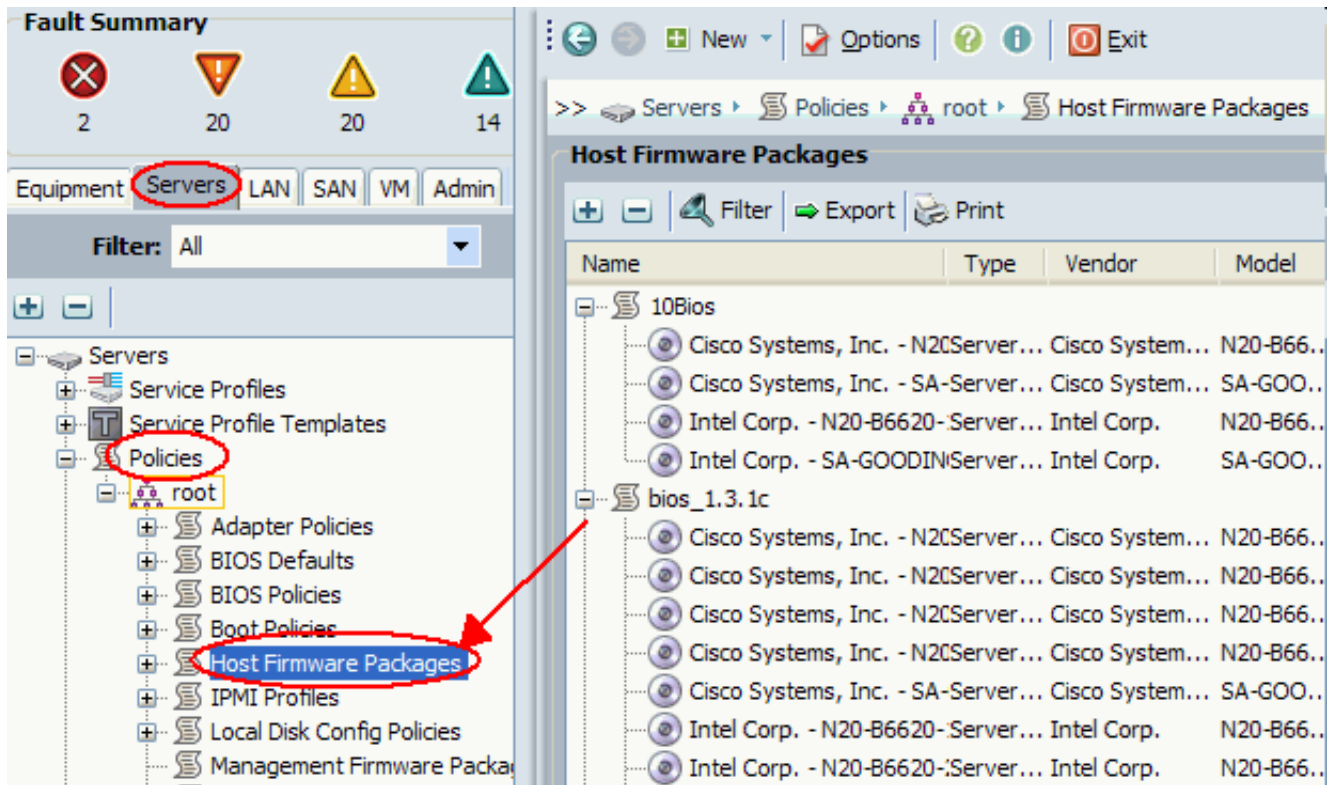 Fault Summary
2 20 20 14
Equipment Servers LAN SAN VM Admin
Filter: All
Servers
Service Profiles
Service Profile Templates
Policies
root
Adapter Policies
BIOS Defaults
BIOS Policies
Boot Policies
Host Firmware Packages
IPMI Profiles
Local Disk Config Policies
Management Firmware Packa
New Options Exit
>> Servers Policies root Host Firmware Packages
Host Firmware Packages
Filter Export Print
Name Type Vendor Model
10Bios
Cisco Systems, Inc. - N20 Server... Cisco System... N20-B66..
Cisco Systems, Inc. - SA- Server... Cisco System... SA-GOO..
Intel Corp. - N20-B6620- Server... Intel Corp. N20-B66..
Intel Corp. - SA-GOODIN Server... Intel Corp. SA-GOO..
bios_1.3.1c
Cisco Systems, Inc. - N20 Server... Cisco System... N20-B66..
Cisco Systems, Inc. - N20 Server... Cisco System... N20-B66..
Cisco Systems, Inc. - N20 Server... Cisco System... N20-B66..
Cisco Systems, Inc. - N20 Server... Cisco System... N20-B66..
Cisco Systems, Inc. - SA- Server... Cisco System... SA-GOO..
Intel Corp. - N20-B6620- Server... Intel Corp. N20-B66..
Intel Corp. - N20-B6620- Server... Intel Corp. N20-B66..